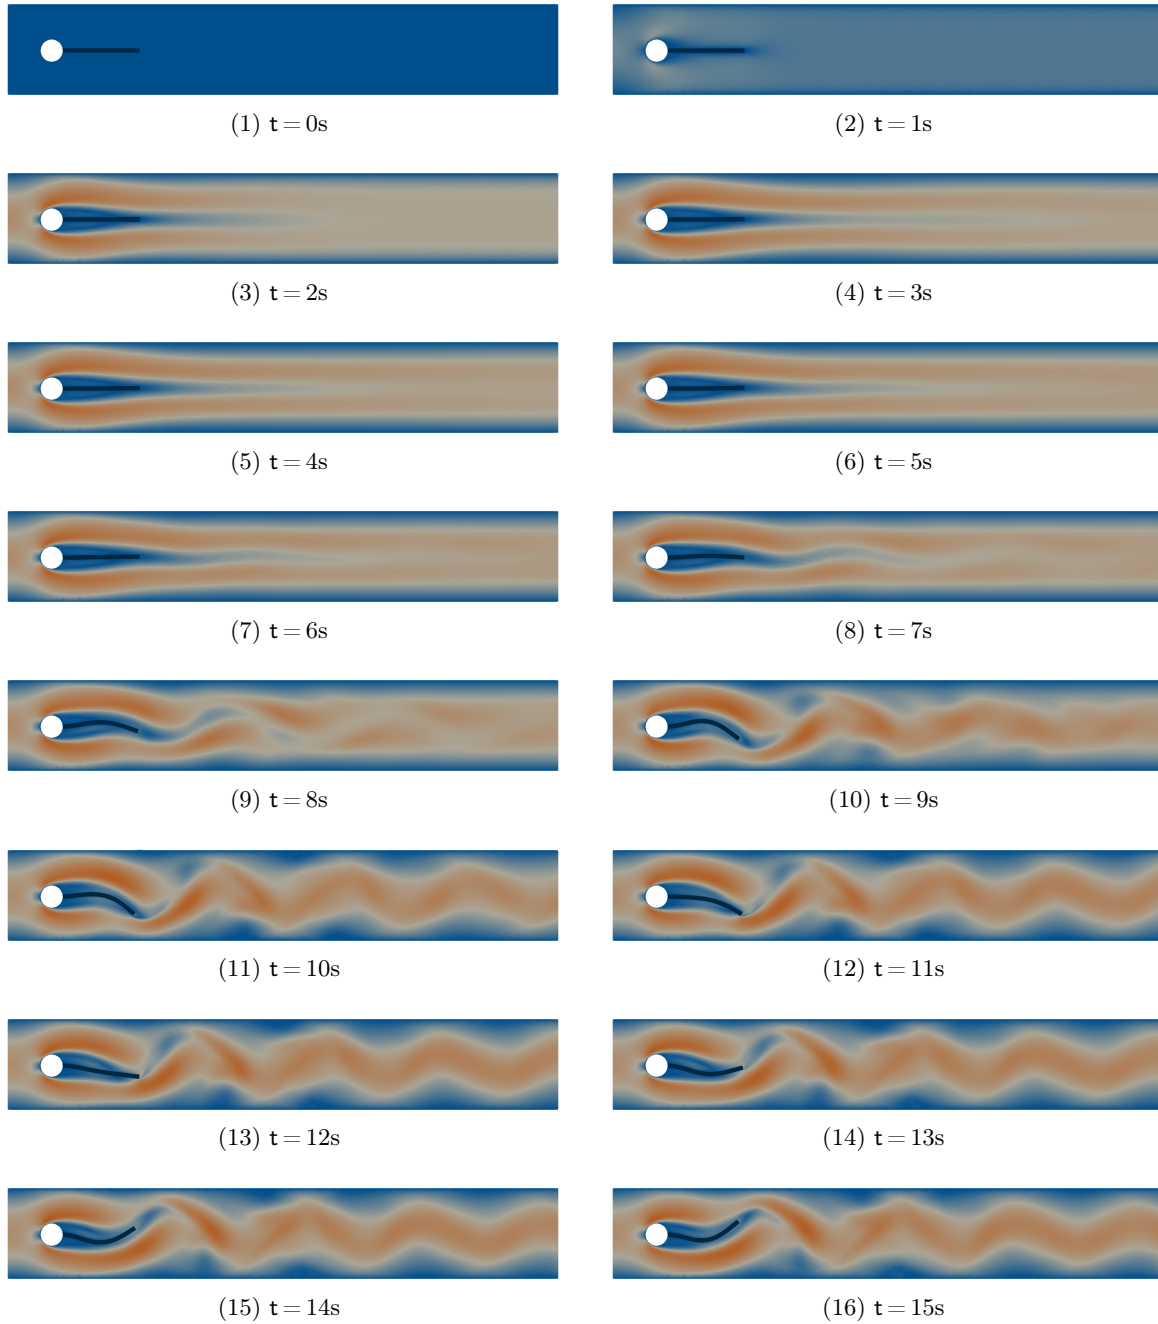 (1) t = 0s
(2) t = 1s
(3) t = 2s
(4) t = 3s
(5) t = 4s
(6) t = 5s
(7) t = 6s
(8) t = 7s
(9) t = 8s
(10) t = 9s
(11) t = 10s
(12) t = 11s
(13) t = 12s
(14) t = 13s
(15) t = 14s
(16) t = 15s